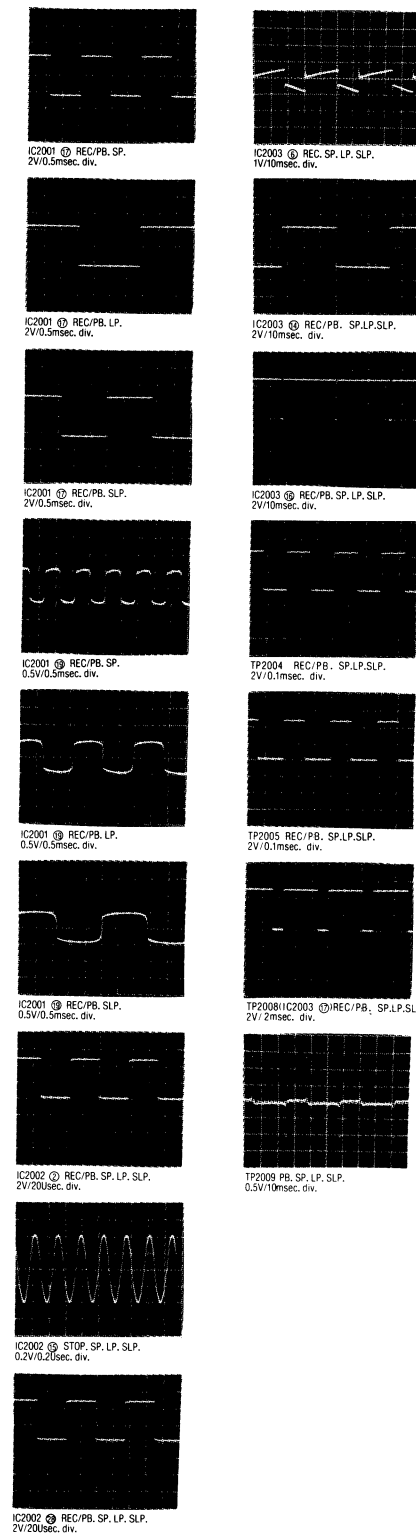 IC2001 ⑰ REC/PB. SP.
2V/0.5msec. div.
IC2001 ⑰ REC/PB. LP.
2V/0.5msec. div.
IC2001 ⑰ REC/PB. SLP.
2V/0.5msec. div.
IC2001 ⑲ REC/PB. SP.
0.5V/0.5msec. div.
IC2001 ⑲ REC/PB. LP.
0.5V/0.5msec. div.
IC2001 ⑲ REC/PB. SLP.
0.5V/0.5msec. div.
IC2002 ② REC/PB. SP. LP. SLP.
2V/20Usec. div.
IC2002 ⑮ STOP. SP. LP. SLP.
0.2V/0.2Usec. div.
IC2002 ㉘ REC/PB. SP. LP. SLP.
2V/20Usec. div.
IC2003 ⑥ REC. SP. LP. SLP.
1V/10msec. div.
IC2003 ⑭ REC/PB. SP.LP.SLP.
2V/10msec. div.
IC2003 ⑯ REC/PB. SP. LP. SLP.
2V/10msec. div.
TP2004 REC/PB. SP.LP.SLP.
2V/0.1msec. div.
TP2005 REC/PB. SP.LP.SLP.
2V/0.1msec. div.
TP2008(IC2003 ⑰)REC/PB. SP.LP.SL
2V/2msec. div.
TP2009 PB. SP. LP. SLP.
0.5V/10msec. div.